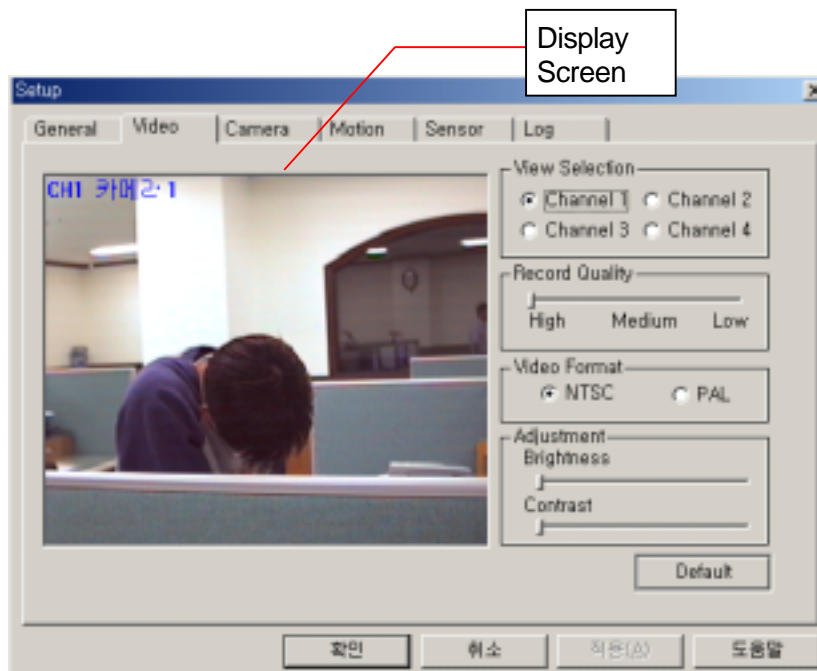 Display
Screen
Setup
General Video Camera Motion Sensor Log
CH1 카메라 1
View Selection
Channel 1 Channel 2
Channel 3 Channel 4
Record Quality
High Medium Low
Video Format
NTSC PAL
Adjustment
Brightness
Contrast
Default
확인 취소 적용(A) 도움말